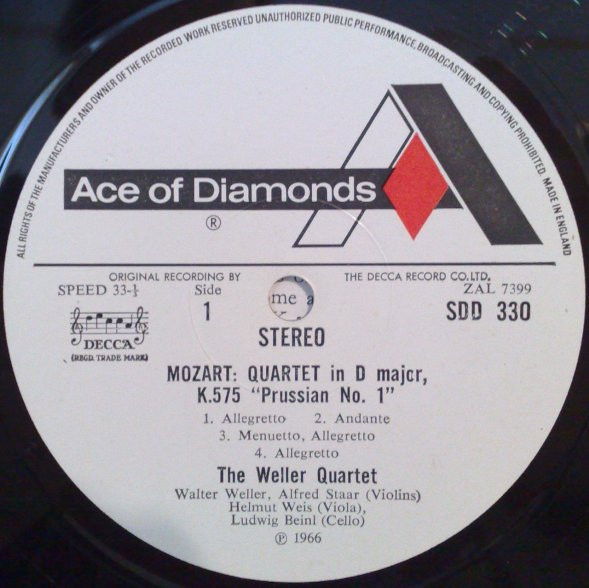 ALL RIGHTS OF THE MANUFACTURERS AND OWNER OF THE RECORDED WORK RESERVED UNAUTHORIZED PUBLIC PERFORMANCE, BROADCASTING AND COPYING PROHIBITED. MADE IN ENGLAND
Ace of Diamonds
®
ORIGINAL RECORDING BY THE DECCA RECORD CO. LTD.
SPEED 33-⅓ Side me a ZAL 7399
1 SDD 330
DECCA
(REGD. TRADE MARK)
STEREO
MOZART: QUARTET in D major,
K.575 "Prussian No. 1"
1. Allegretto 2. Andante
3. Menuetto, Allegretto
4. Allegretto
The Weller Quartet
Walter Weller, Alfred Staar (Violins)
Helmut Weis (Viola),
Ludwig Beinl (Cello)
℗ 1966